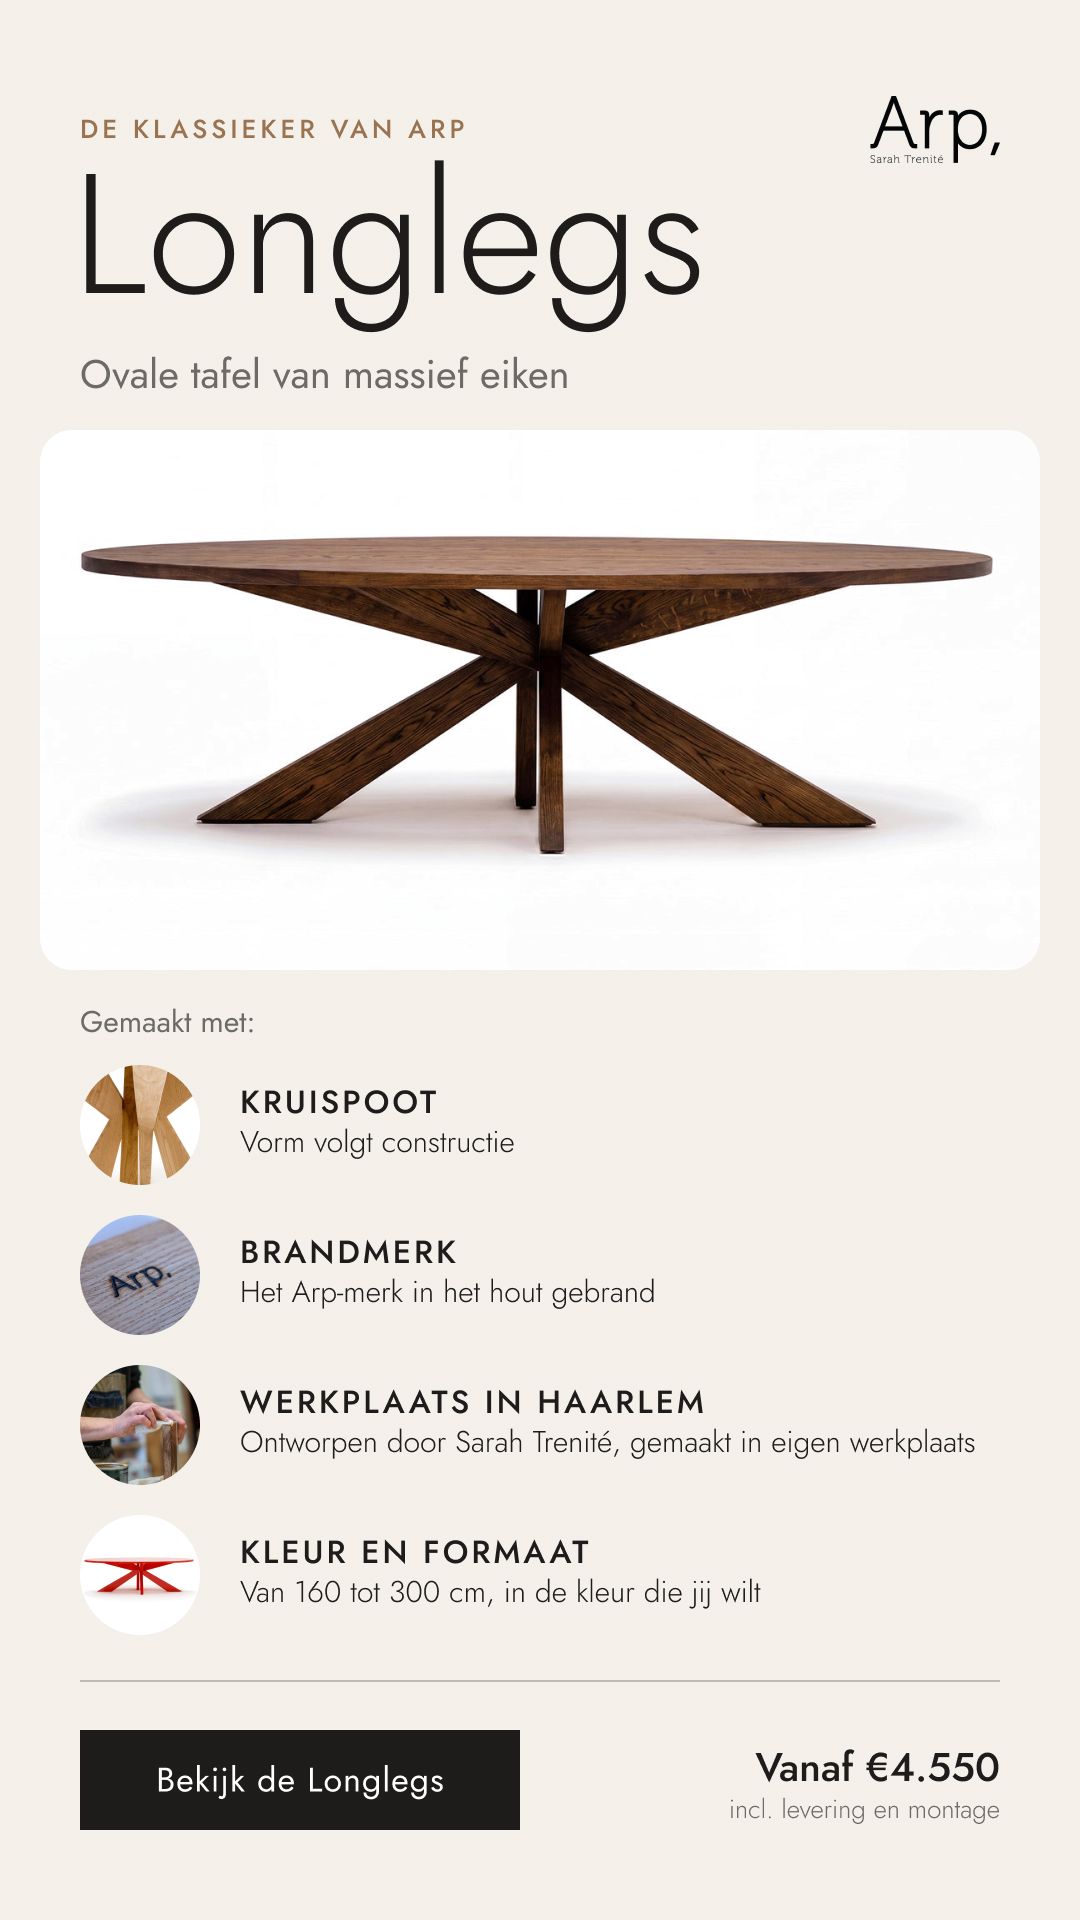 DE KLASSIEKER VAN ARP
Arp,
Sarah Trenité
Longlegs
Ovale tafel van massief eiken
Gemaakt met:
KRUISPOOT
Vorm volgt constructie
Arp.
BRANDMERK
Het Arp-merk in het hout gebrand
WERKPLAATS IN HAARLEM
Ontworpen door Sarah Trenité, gemaakt in eigen werkplaats
KLEUR EN FORMAAT
Van 160 tot 300 cm, in de kleur die jij wilt
Bekijk de Longlegs
Vanaf €4.550
incl. levering en montage